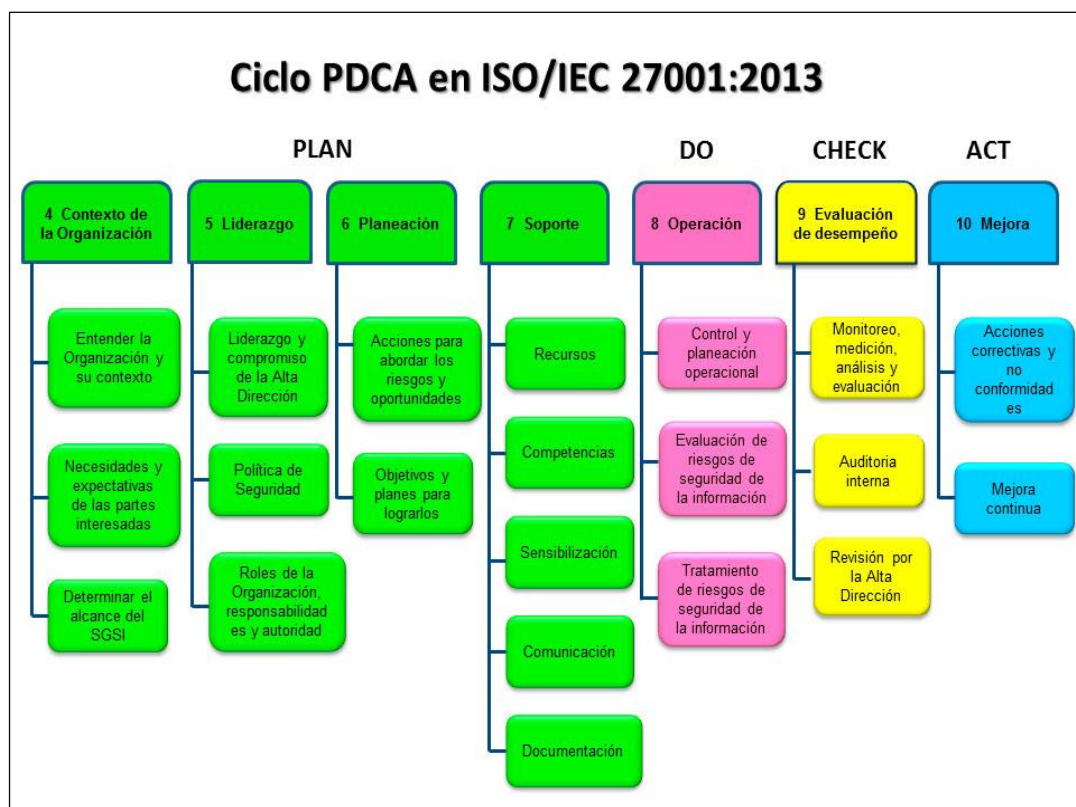 Ciclo PDCA en ISO/IEC 27001:2013
PLAN
DO
CHECK
ACT
4 Contexto de
la Organización
5 Liderazgo
6 Planeación
7 Soporte
8 Operación
9 Evaluación
de desempeño
10 Mejora
Entender la
Organización y
su contexto
Necesidades y
expectativas
de las partes
interesadas
Determinar el
alcance del
SGSI
Liderazgo y
compromiso
de la Alta
Dirección
Política de
Seguridad
Roles de la
Organización,
responsabilidad
es y autoridad
Acciones para
abordar los
riesgos y
oportunidades
Objetivos y
planes para
lograrlos
Recursos
Competencias
Sensibilización
Comunicación
Documentación
Control y
planeación
operacional
Evaluación de
riesgos de
seguridad de
la información
Tratamiento
de riesgos de
seguridad de
la información
Monitoreo,
medición,
análisis y
evaluación
Auditoria
interna
Revisión por
la Alta
Dirección
Acciones
correctivas y
no
conformidad
es
Mejora
continua